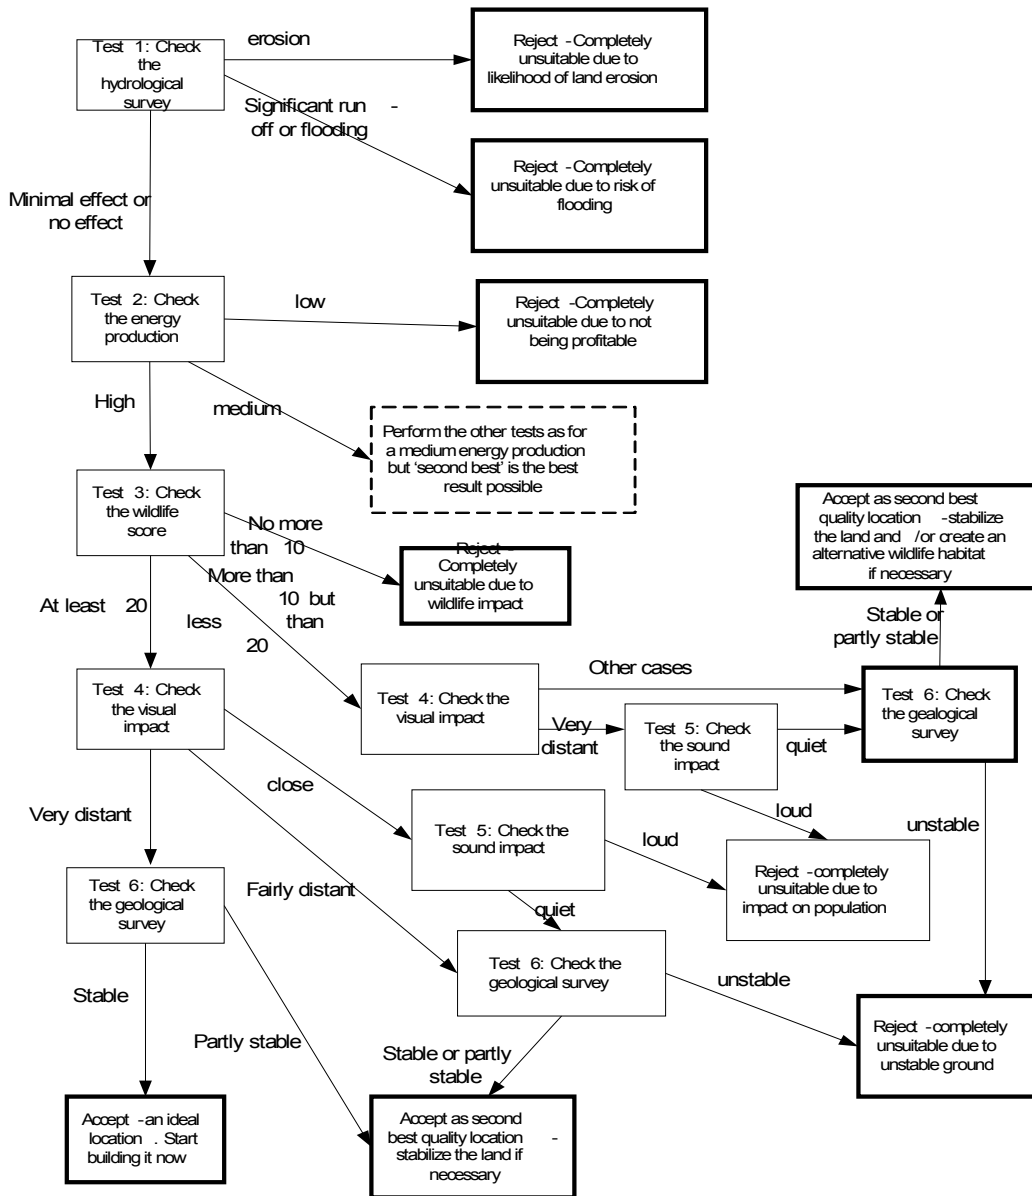 Test 1: Check
the
hydrological
survey
erosion
Reject -Completely
unsuitable due to
likelihood of land erosion
Significant run -
off or flooding
Reject -Completely
unsuitable due to risk of
flooding
Minimal effect or
no effect
Test 2: Check
the energy
production
low
Reject -Completely
unsuitable due to not
being profitable
High
medium
Perform the other tests as for
a medium energy production
but ‘second best’ is the best
result possible
Test 3: Check
the wildlife
score
No more
than 10
Reject -
Completely
unsuitable due to
wildlife impact
Accept as second best
quality location -stabilize
the land and /or create an
alternative wildlife habitat
if necessary
At least 20
More than
10 but
less than
20
Stable or
partly stable
Test 4: Check
the visual
impact
Test 4: Check the
visual impact
Other cases
Very
distant
Test 5: Check
the sound
impact
quiet
Test 6: Check
the gealogical
survey
close
Very distant
Fairly distant
Test 5: Check the
sound impact
loud
loud
unstable
Reject -completely
unsuitable due to
impact on population
Test 6: Check
the geological
survey
quiet
Test 6: Check the
geological survey
unstable
Stable
Partly stable
Stable or partly
stable
Reject -completely
unsuitable due to
unstable ground
Accept -an ideal
location . Start
building it now
Accept as second
best quality location -
stabilize the land if
necessary